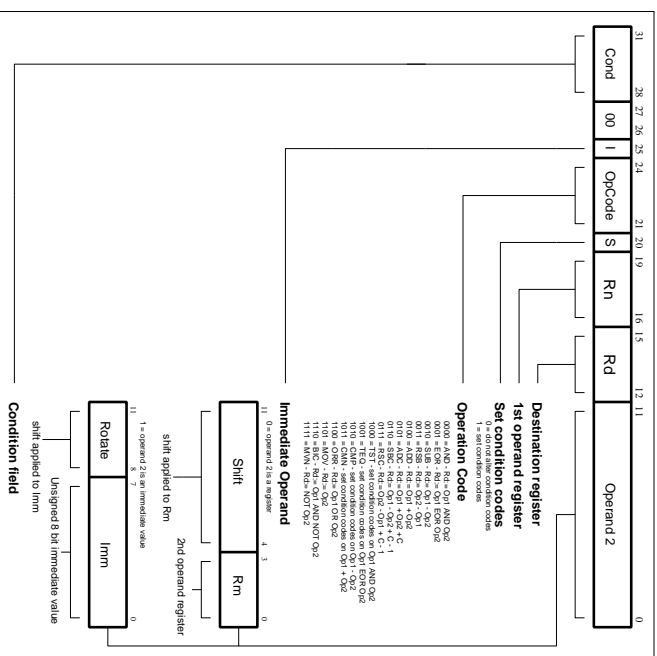 31 28 27 26 25 24 21 20 19 16 15 12 11 0
Cond 00 I OpCode S Rn Rd Operand 2
Destination register
1st operand register
Set condition codes
0 = do not alter condition codes
1 = set condition codes
Operation Code
0000 = AND - Rd:= Op1 AND Op2
0001 = EOR - Rd:= Op1 EOR Op2
0010 = SUB - Rd:= Op1 - Op2
0011 = RSB - Rd:= Op2 - Op1
0100 = ADD - Rd:= Op1 + Op2
0101 = ADC - Rd:= Op1 + Op2 + C
0110 = SBC - Rd:= Op1 - Op2 + C - 1
0111 = RSC - Rd:= Op2 - Op1 + C - 1
1000 = TST - set condition codes on Op1 AND Op2
1001 = TEQ - set condition codes on Op1 EOR Op2
1010 = CMP - set condition codes on Op1 - Op2
1011 = CMN - set condition codes on Op1 + Op2
1100 = ORR - Rd:= Op1 OR Op2
1101 = MOV - Rd:= Op2
1110 = BIC - Rd:= Op1 AND NOT Op2
1111 = MVN - Rd:= NOT Op2
Immediate Operand
0 = operand 2 is a register
11 4 3 0
Shift Rm
2nd operand register
shift applied to Rm
1 = operand 2 is an immediate value
11 8 7 0
Rotate Imm
Unsigned 8 bit immediate value
shift applied to Imm
Condition field